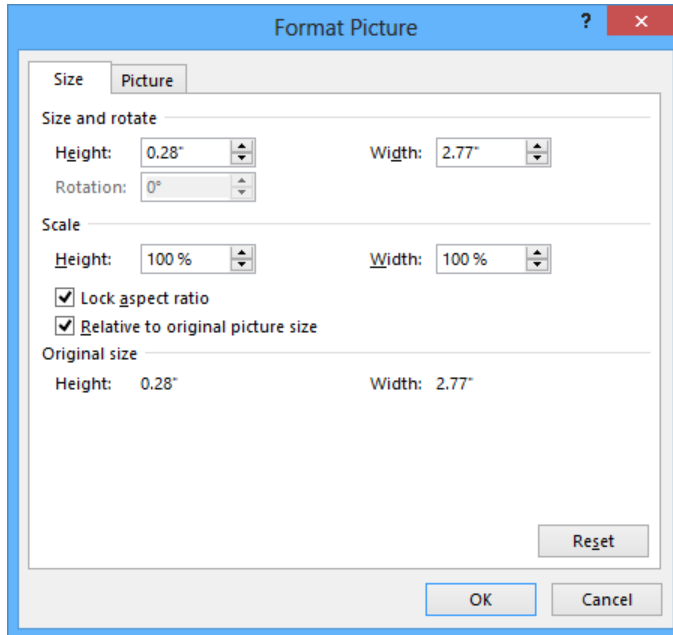 Format Picture ? ×
Size Picture
Size and rotate
Height: 0.28" Width: 2.77"
Rotation: 0°
Scale
Height: 100 % Width: 100 %
Lock aspect ratio
Relative to original picture size
Original size
Height: 0.28" Width: 2.77"
Reset
OK Cancel